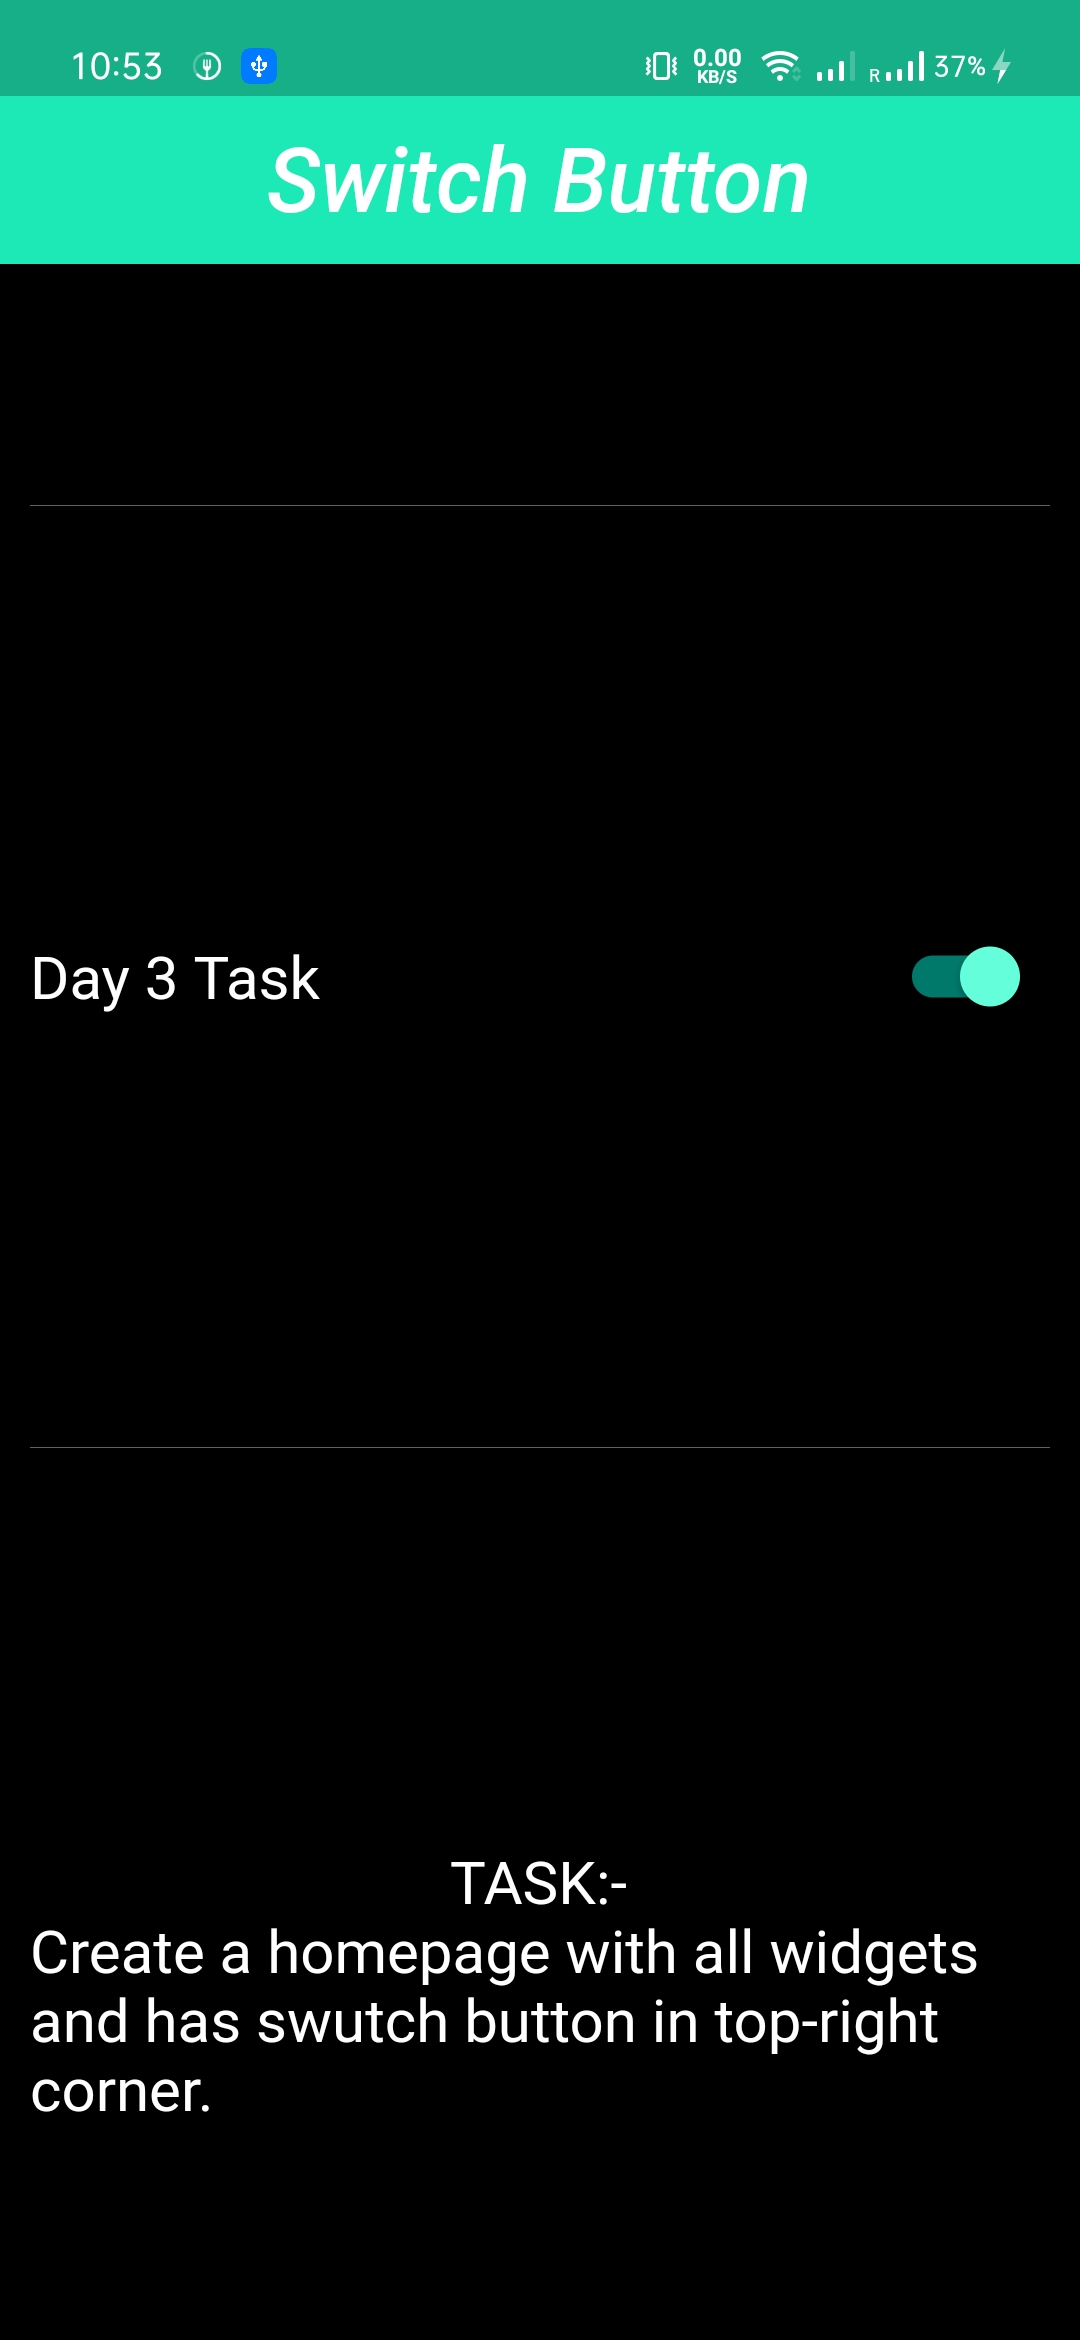 10:53 0.00 KB/S R 37%
Switch Button
Day 3 Task
TASK:-
Create a homepage with all widgets
and has swutch button in top-right
corner.